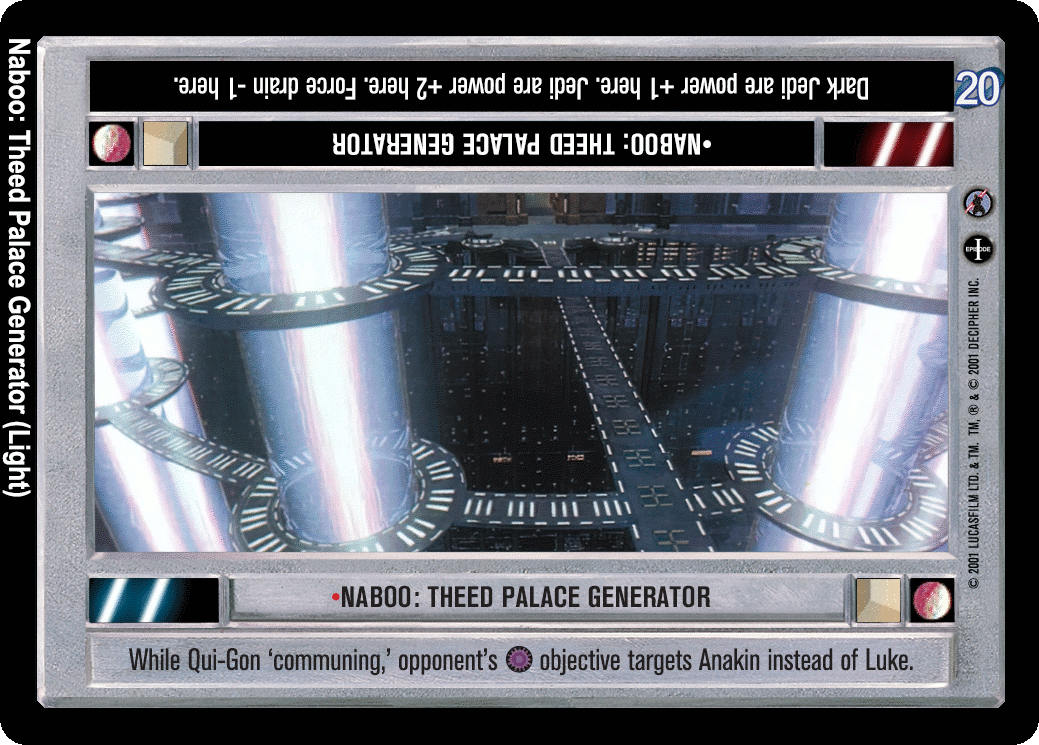 Naboo: Theed Palace Generator (Light)
Dark Jedi are power +1 here. Jedi are power +2 here. Force drain -1 here.
20
•NABOO: THEED PALACE GENERATOR
EPISODE
I
© 2001 LUCASFILM LTD. & TM. TM, ® & © 2001 DECIPHER INC.
•NABOO: THEED PALACE GENERATOR
While Qui-Gon ‘communing,’ opponent's objective targets Anakin instead of Luke.